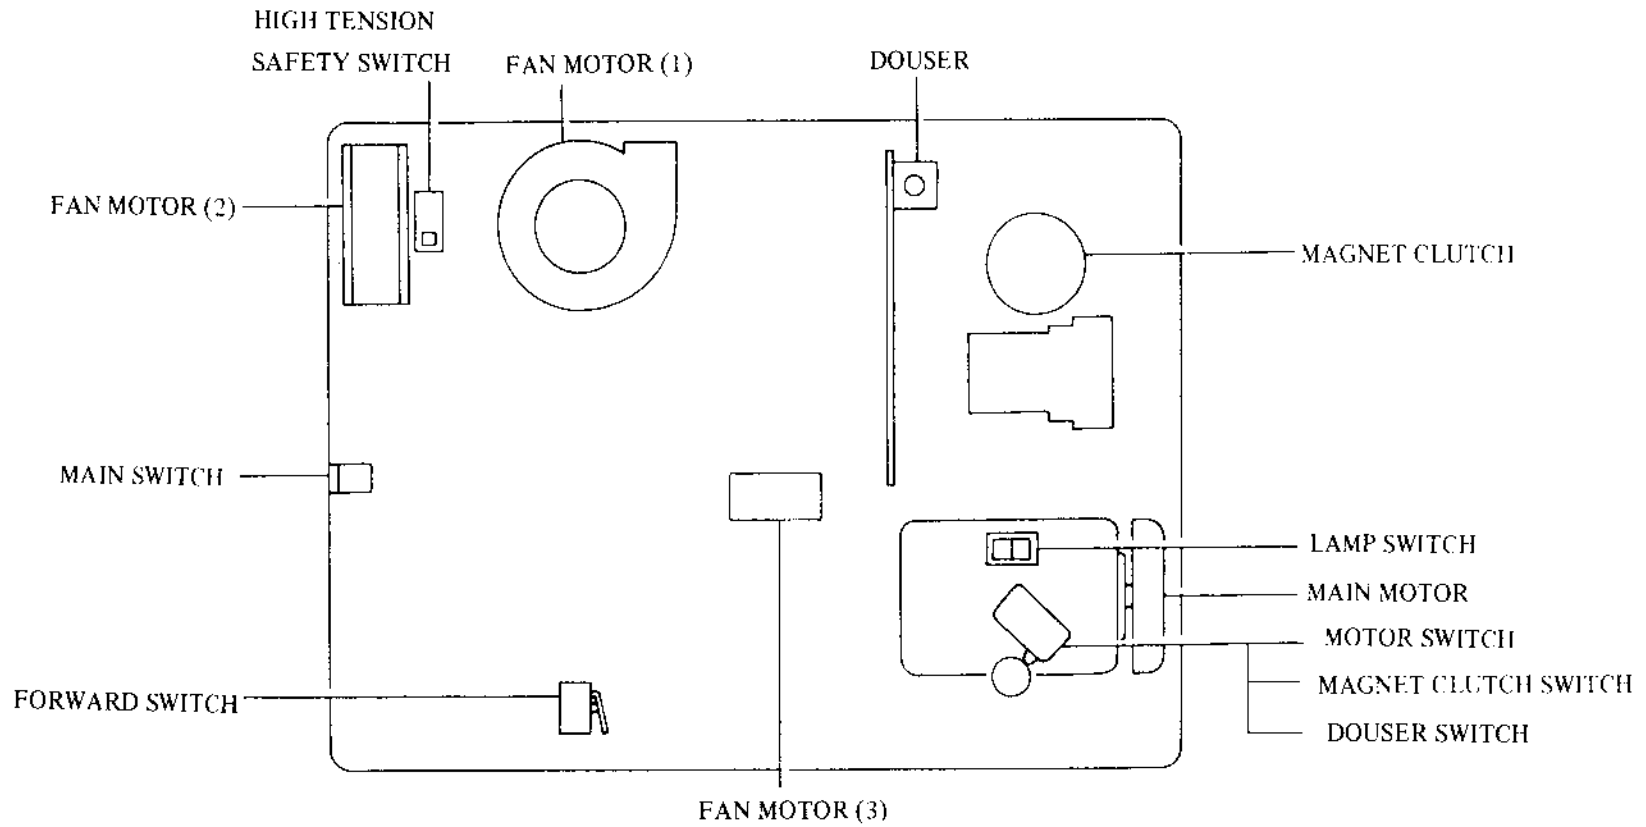 HIGH TENSION
SAFETY SWITCH
FAN MOTOR (1)
DOUSER
FAN MOTOR (2)
MAGNET CLUTCH
MAIN SWITCH
LAMP SWITCH
MAIN MOTOR
MOTOR SWITCH
MAGNET CLUTCH SWITCH
FORWARD SWITCH
DOUSER SWITCH
FAN MOTOR (3)